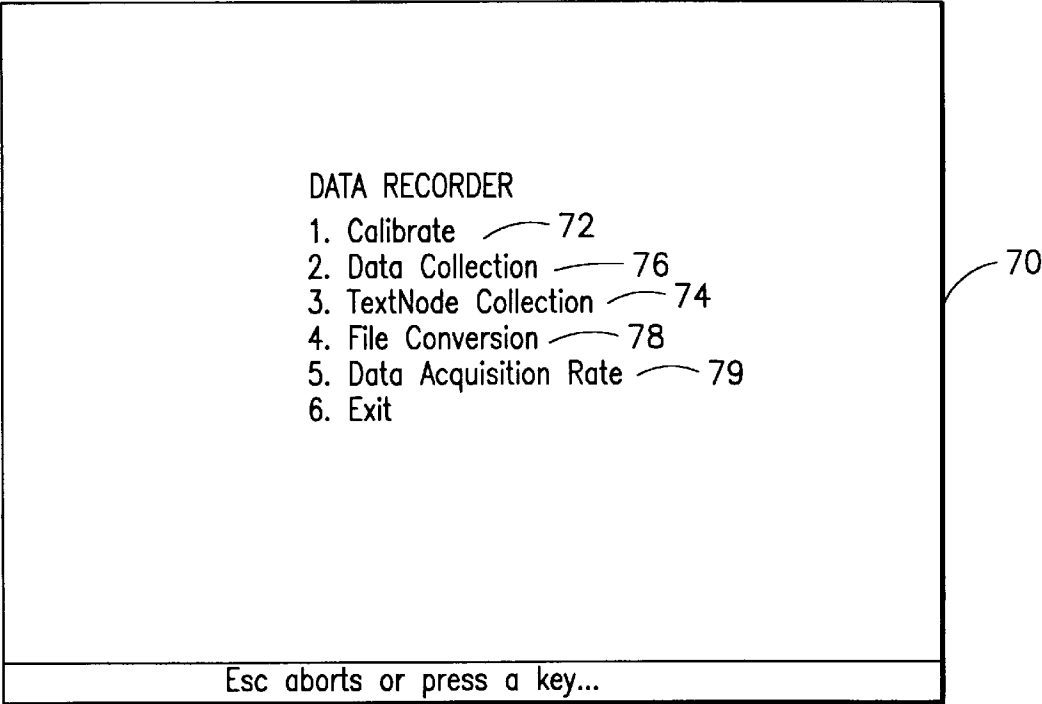 DATA RECORDER
1. Calibrate 72
2. Data Collection 76
3. TextNode Collection 74
4. File Conversion 78
5. Data Acquisition Rate 79
6. Exit
70
Esc aborts or press a key...